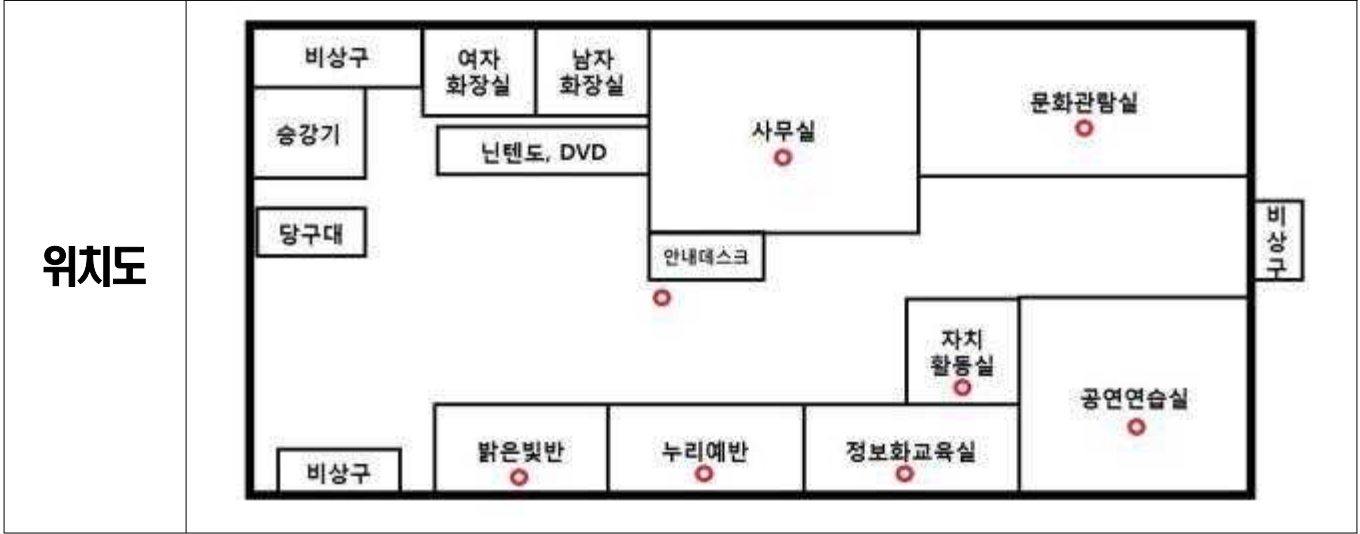 위치도
비상구
여자
화장실
남자
화장실
사무실
문화관람실
승강기
닌텐도, DVD
당구대
안내데스크
비
상
구
자치
활동실
공연연습실
밝은빛반
누리예반
정보화교육실
비상구